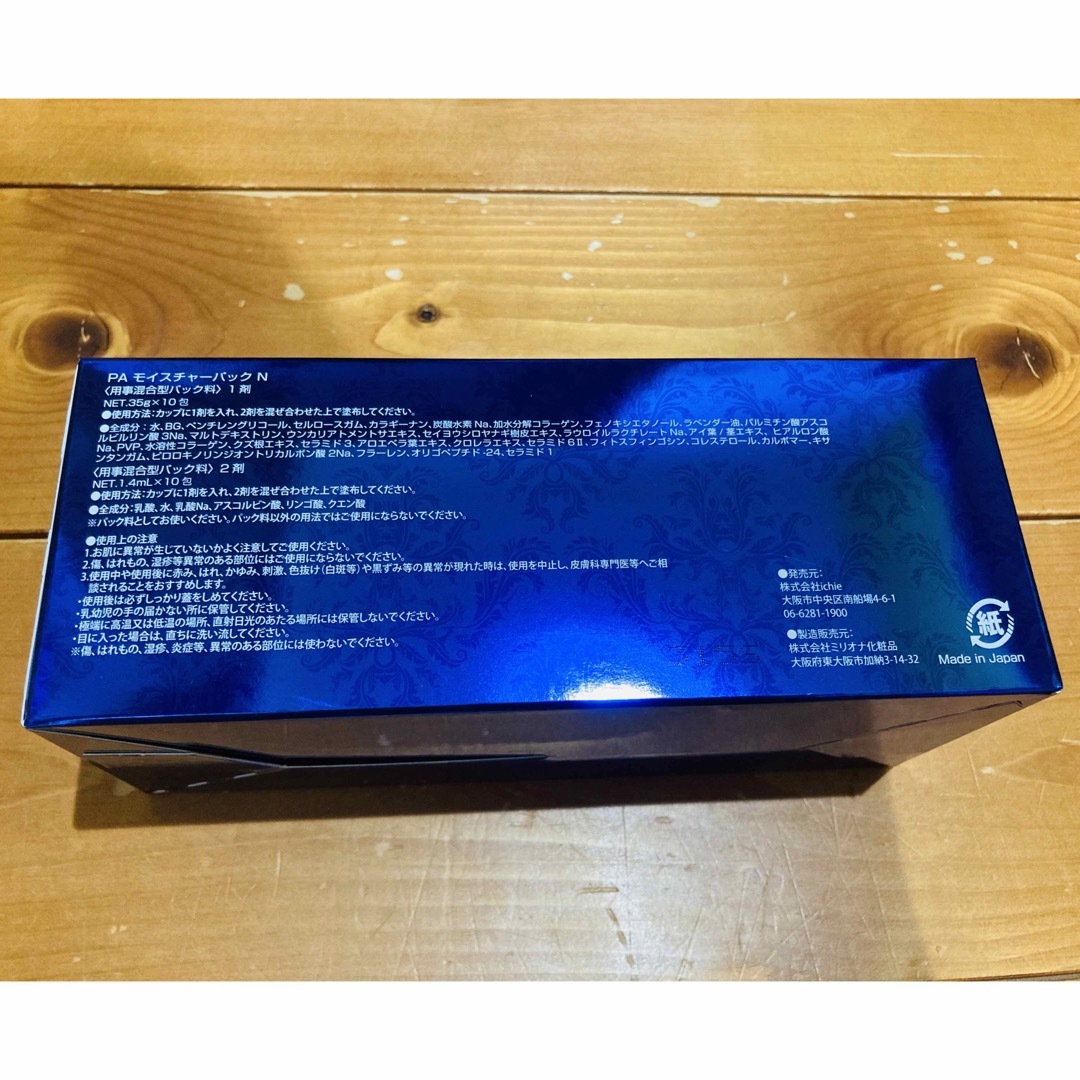 PA モイスチャーパック N
〈用事混合型パック料〉1剤
NET.35g×10包
●使用方法:カップに1剤を入れ、2剤を混ぜ合わせた上で塗布してください。
●全成分:水、BG、ペンチレングリコール、セルロースガム、カラギーナン、炭酸水素Na、加水分解コラーゲン、フェノキシエタノール、ラベンダー油、パルミチン酸アスコ
ルビルリン酸3Na、マルトデキストリン、ウンカリアトメントサエキス、セイヨウシロヤナギ樹皮エキス、ラウロイルラクチレートNa、アイ葉/茎エキス、ヒアルロン酸
Na、PVP、水溶性コラーゲン、クズ根エキス、セラミド3、アロエベラ葉エキス、クロレラエキス、セラミド6Ⅱ、フィトスフィンゴシン、コレステロール、カルボマー、キサ
ンタンガム、ピロロキノリンジオントリカルボン酸2Na、フラーレン、オリゴペプチド-24、セラミド1
〈用事混合型パック料〉2剤
NET.1.4mL×10包
●使用方法:カップに1剤を入れ、2剤を混ぜ合わせた上で塗布してください。
●全成分:乳酸、水、乳酸Na、アスコルビン酸、リンゴ酸、クエン酸
※パック料としてお使いください。パック料以外の用法ではご使用にならないでください。
●使用上の注意
1.お肌に異常が生じていないかよく注意してご使用ください。
2.傷、はれもの、湿疹等異常のある部位にはご使用にならないでください。
3.使用中や使用後に赤み、はれ、かゆみ、刺激、色抜け(白斑等)や黒ずみ等の異常が現れた時は、使用を中止し、皮膚科専門医等へご相
談されることをおすすめします。
・使用後は必ずしっかり蓋をしめてください。
・乳幼児の手の届かない所に保管してください。
・極端に高温又は低温の場所、直射日光のあたる場所には保管しないでください。
・目に入った場合は、直ちに洗い流してください。
※傷、はれもの、湿疹、炎症等、異常のある部位には使わないでください。
●発売元:
株式会社ichie
大阪市中央区南船場4-6-1
06-6281-1900
●製造販売元:
株式会社ミリオナ化粧品
大阪府東大阪市加納3-14-32
紙
Made in Japan